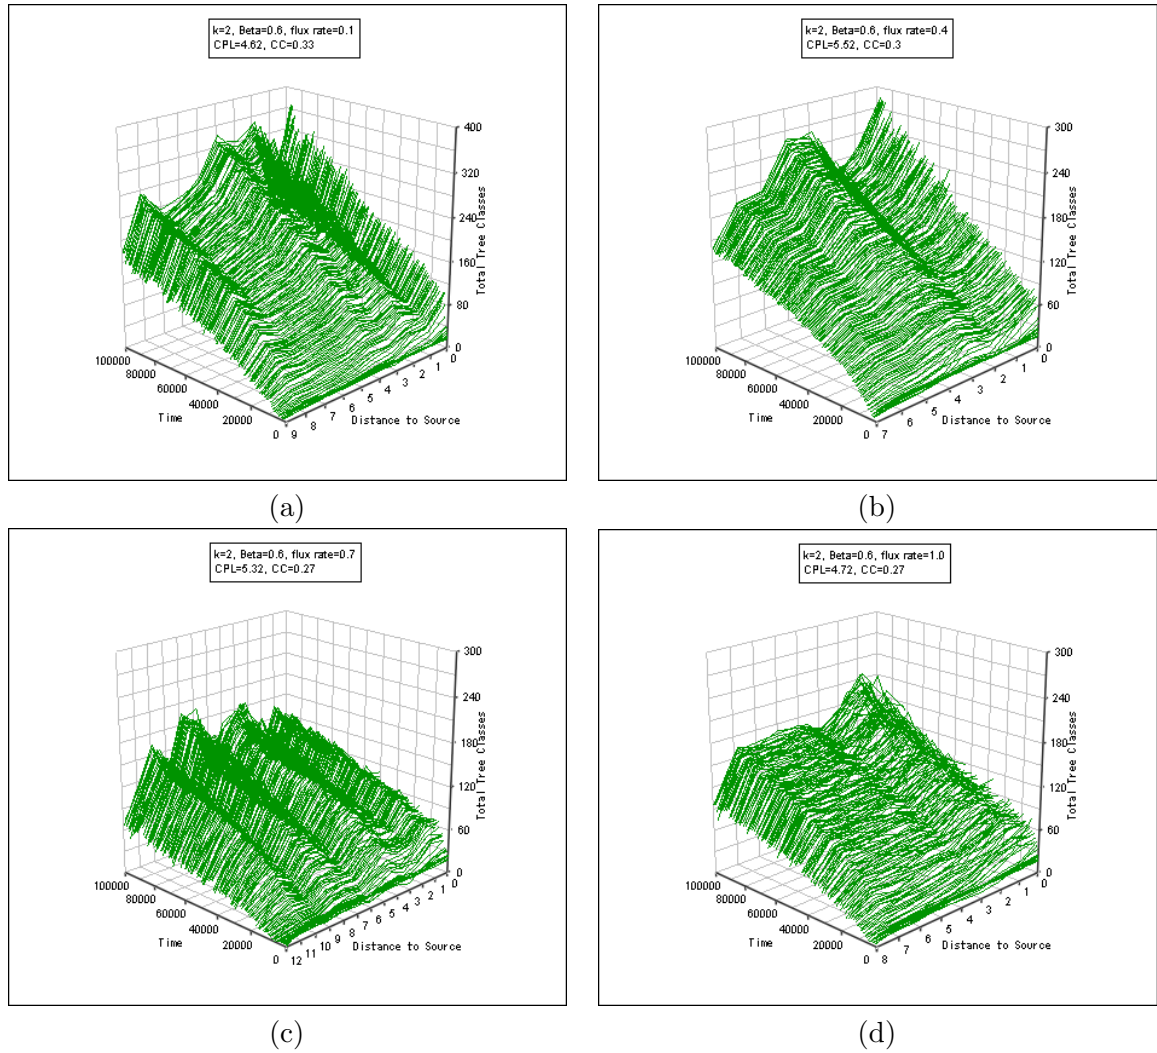 k=2, Beta=0.6, flux rate=0.1
CPL=4.62, CC=0.33
400
320
240
160
80
0
Total Tree Classes
100000
80000
60000
40000
20000
0
Time
9 8 7 6 5 4 3 2 1 0
Distance to Source
(a)
k=2, Beta=0.6, flux rate=0.4
CPL=5.52, CC=0.3
300
240
180
120
60
0
Total Tree Classes
100000
80000
60000
40000
20000
0
Time
7 6 5 4 3 2 1 0
Distance to Source
(b)
k=2, Beta=0.6, flux rate=0.7
CPL=5.32, CC=0.27
300
240
180
120
60
0
Total Tree Classes
100000
80000
60000
40000
20000
0
Time
12 11 10 9 8 7 6 5 4 3 2 1 0
Distance to Source
(c)
k=2, Beta=0.6, flux rate=1.0
CPL=4.72, CC=0.27
300
240
180
120
60
0
Total Tree Classes
100000
80000
60000
40000
20000
0
Time
8 7 6 5 4 3 2 1 0
Distance to Source
(d)